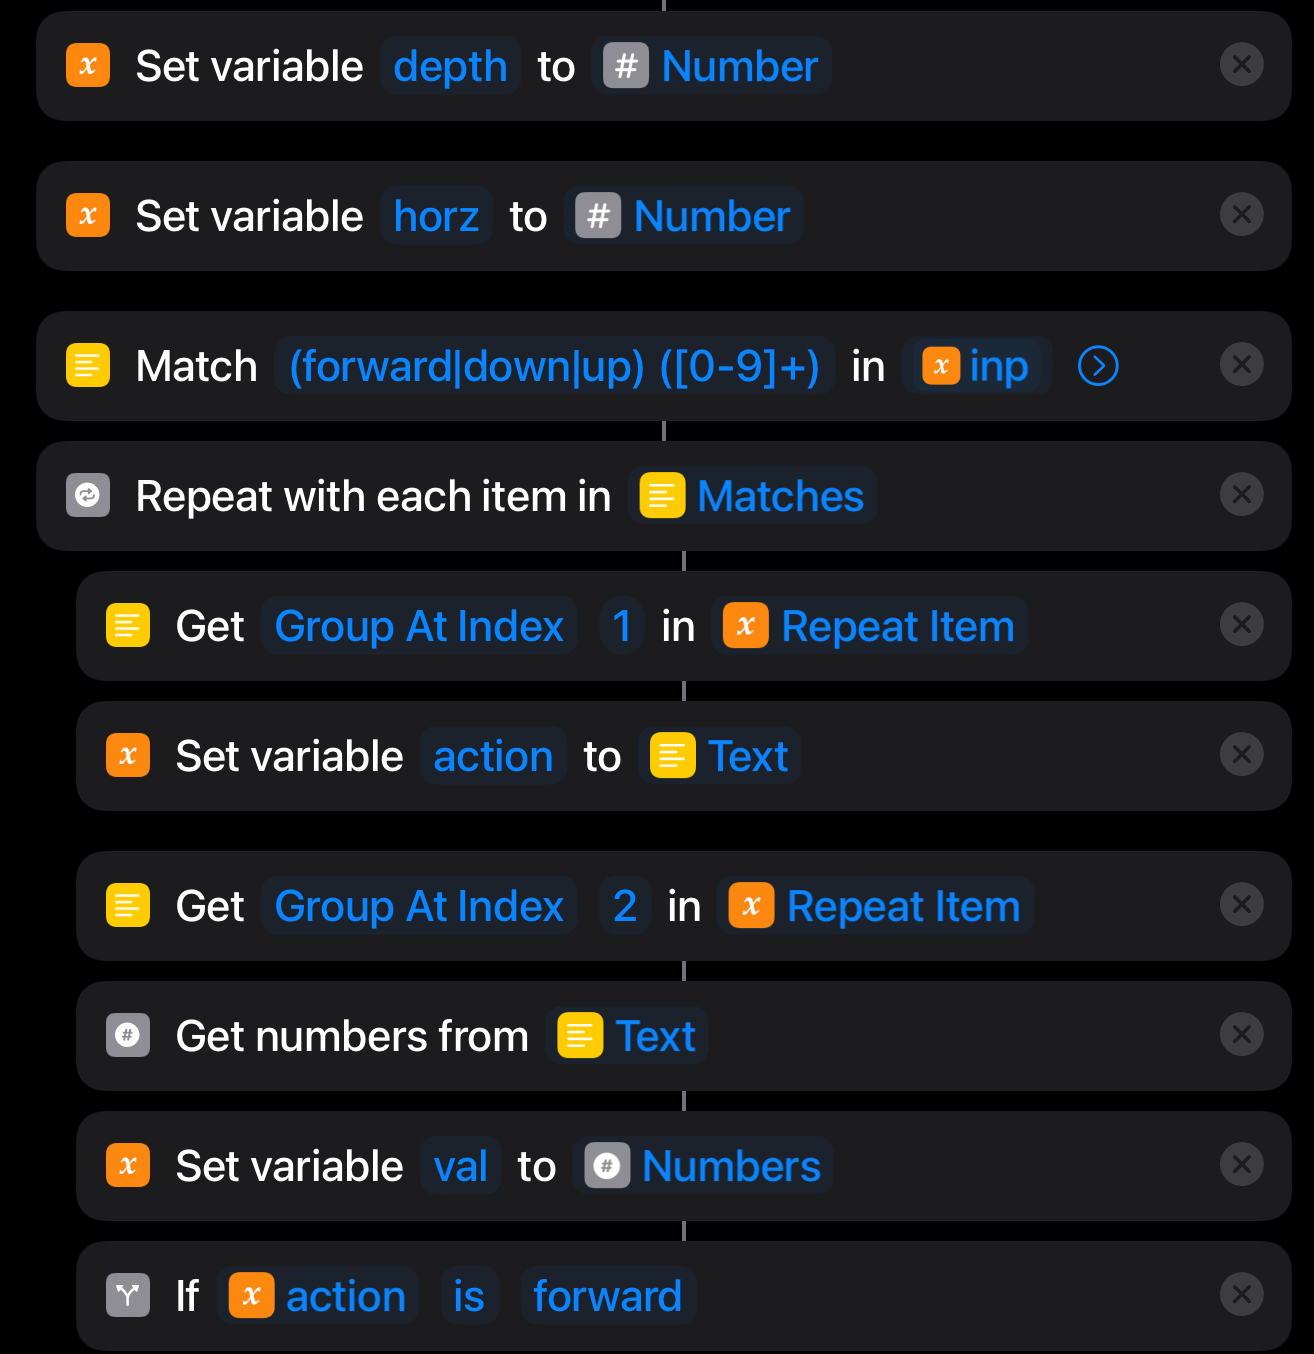 Set variable depth to # Number
Set variable horz to # Number
Match (forward|down|up) ([0-9]+) in x inp
Repeat with each item in Matches
Get Group At Index 1 in x Repeat Item
Set variable action to Text
Get Group At Index 2 in x Repeat Item
Get numbers from Text
Set variable val to # Numbers
If x action is forward